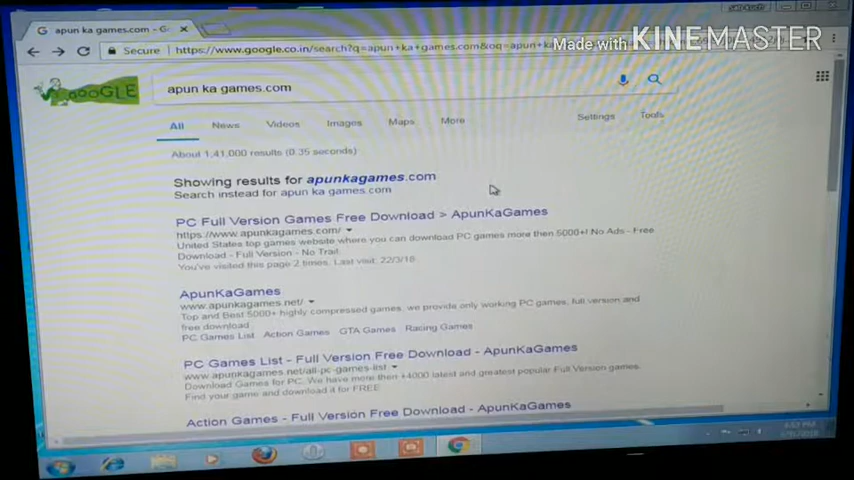 apun ka games.com - G
Secure https://www.google.co.in/search?q=apun+ka+games.com&oq=apun+k
Made with KINEMASTER
GOOGLE
apun ka games.com
All News Videos Images Maps More Settings Tools
About 1,41,000 results (0.35 seconds)
Showing results for apunkagames.com
Search instead for apun ka games.com
PC Full Version Games Free Download > ApunKaGames
https://www.apunkagames.com/
United States top games website where you can download PC games more then 5000+! No Ads - Free
Download - Full Version - No Trail.
You've visited this page 2 times. Last visit: 22/3/18
ApunKaGames
www.apunkagames.net/
Top and Best 5000+ highly compressed games, we provide only working PC games, full version and
free download
PC Games List Action Games GTA Games Racing Games
PC Games List - Full Version Free Download - ApunKaGames
www.apunkagames.net/all-pc-games-list
Download Games for PC. We have more then +4000 latest and greatest popular Full Version games.
Find your game and download it for FREE
Action Games - Full Version Free Download - ApunKaGames